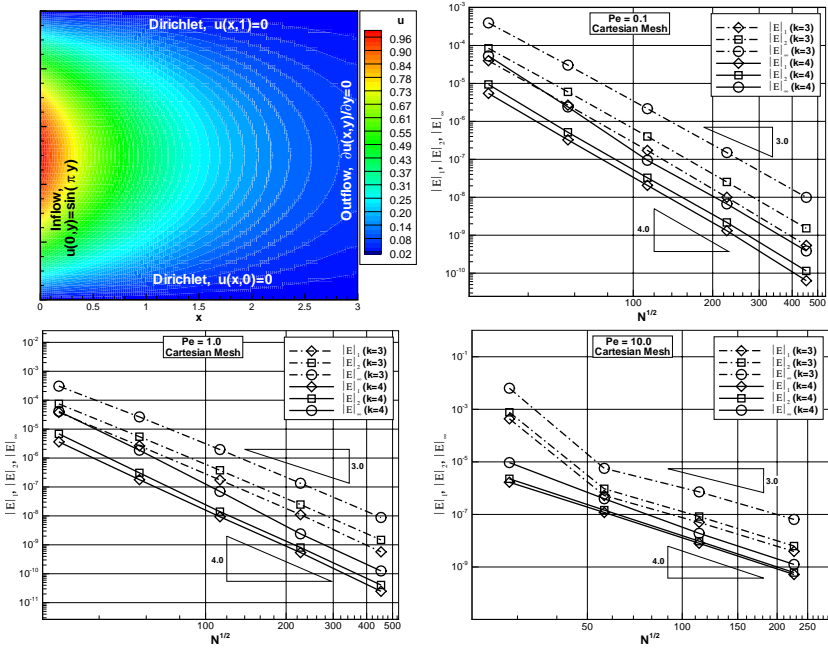 Dirichlet, u(x,1)=0
Inflow,
u(0,y)=sin(π y)
Outflow, ∂u(x,y)/∂y=0
Dirichlet, u(x,0)=0
0 0.5 1 1.5 2 2.5 3
x
u
0.96
0.90
0.84
0.78
0.73
0.67
0.61
0.55
0.49
0.43
0.37
0.31
0.25
0.20
0.14
0.08
0.02
Pe = 0.1
Cartesian Mesh
|E|₁ (k=3)
|E|₂ (k=3)
|E|∞ (k=3)
|E|₁ (k=4)
|E|₂ (k=4)
|E|∞ (k=4)
10⁻³
10⁻⁴
10⁻⁵
10⁻⁶
10⁻⁷
10⁻⁸
10⁻⁹
10⁻¹⁰
|E|₁, |E|₂, |E|∞
3.0
4.0
100 200 300 400 500
N^1/2
Pe = 1.0
Cartesian Mesh
|E|₁ (k=3)
|E|₂ (k=3)
|E|∞ (k=3)
|E|₁ (k=4)
|E|₂ (k=4)
|E|∞ (k=4)
10⁻²
10⁻³
10⁻⁴
10⁻⁵
10⁻⁶
10⁻⁷
10⁻⁸
10⁻⁹
10⁻¹⁰
10⁻¹¹
|E|₁, |E|₂, |E|∞
3.0
4.0
100 200 300 400 500
N^1/2
Pe = 10.0
Cartesian Mesh
|E|₁ (k=3)
|E|₂ (k=3)
|E|∞ (k=3)
|E|₁ (k=4)
|E|₂ (k=4)
|E|∞ (k=4)
10⁻¹
10⁻³
10⁻⁵
10⁻⁷
10⁻⁹
|E|₁, |E|₂, |E|∞
3.0
4.0
50 100 150 200 250
N^1/2